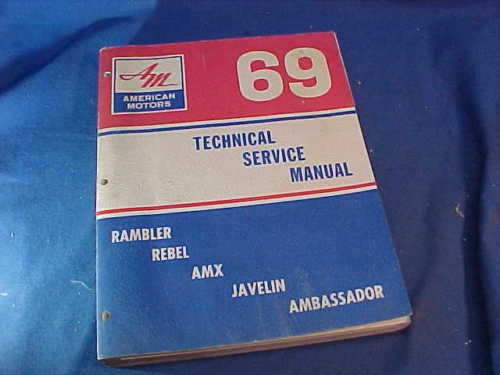 AM
AMERICAN
MOTORS
69
TECHNICAL
SERVICE
MANUAL
RAMBLER
REBEL
AMX
JAVELIN
AMBASSADOR